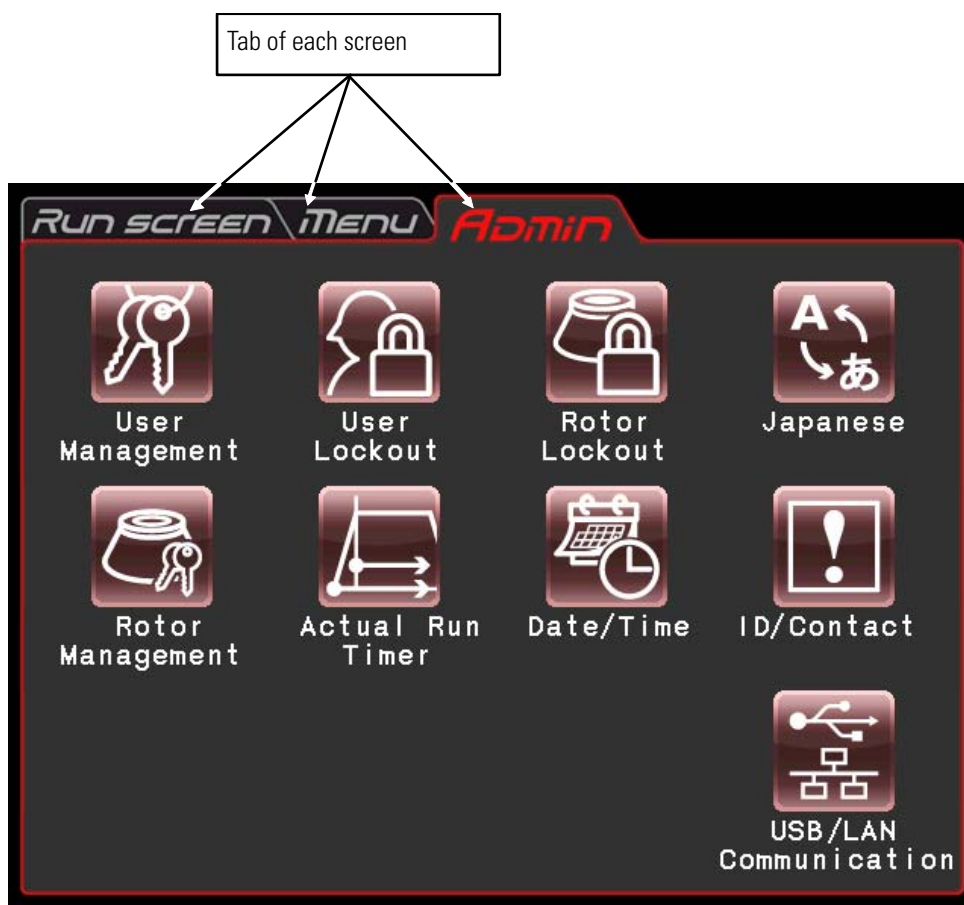 Tab of each screen
Run screen
Menu
Admin
A
あ
User
Management
User
Lockout
Rotor
Lockout
Japanese
Rotor
Management
Actual Run
Timer
Date/Time
ID/Contact
USB/LAN
Communication